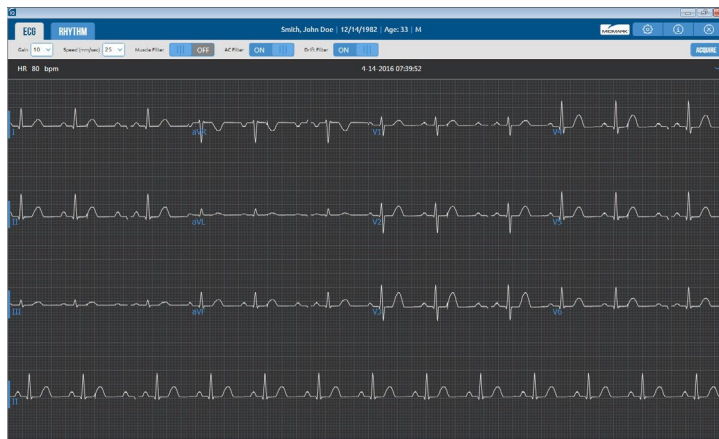 ECG RHYTHM Smith, John Doe | 12/14/1982 | Age: 33 | M MIDMARK
Gain 10 Speed (mm/sec) 25 Muscle Filter OFF AC Filter ON Drift Filter ON ACQUIRE
HR 80 bpm 4-14-2016 07:39:52
I aVR V1 V4
II aVL V2 V5
III aVF V3 V6
II